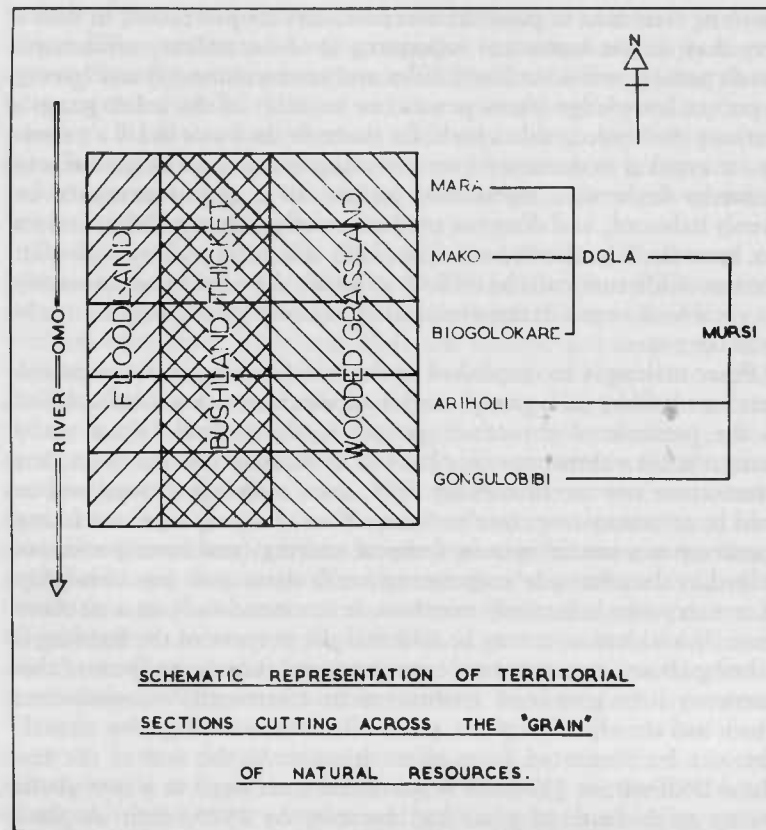 N
RIVER OMO
FLOODLAND
BUSHLAND THICKET
WOODED GRASSLAND
MARA
MAKO
DOLA
BIOGOLOKARE
MURSI
ARIHOLI
GONGULOBIBI
SCHEMATIC REPRESENTATION OF TERRITORIAL
SECTIONS CUTTING ACROSS THE "GRAIN"
OF NATURAL RESOURCES.